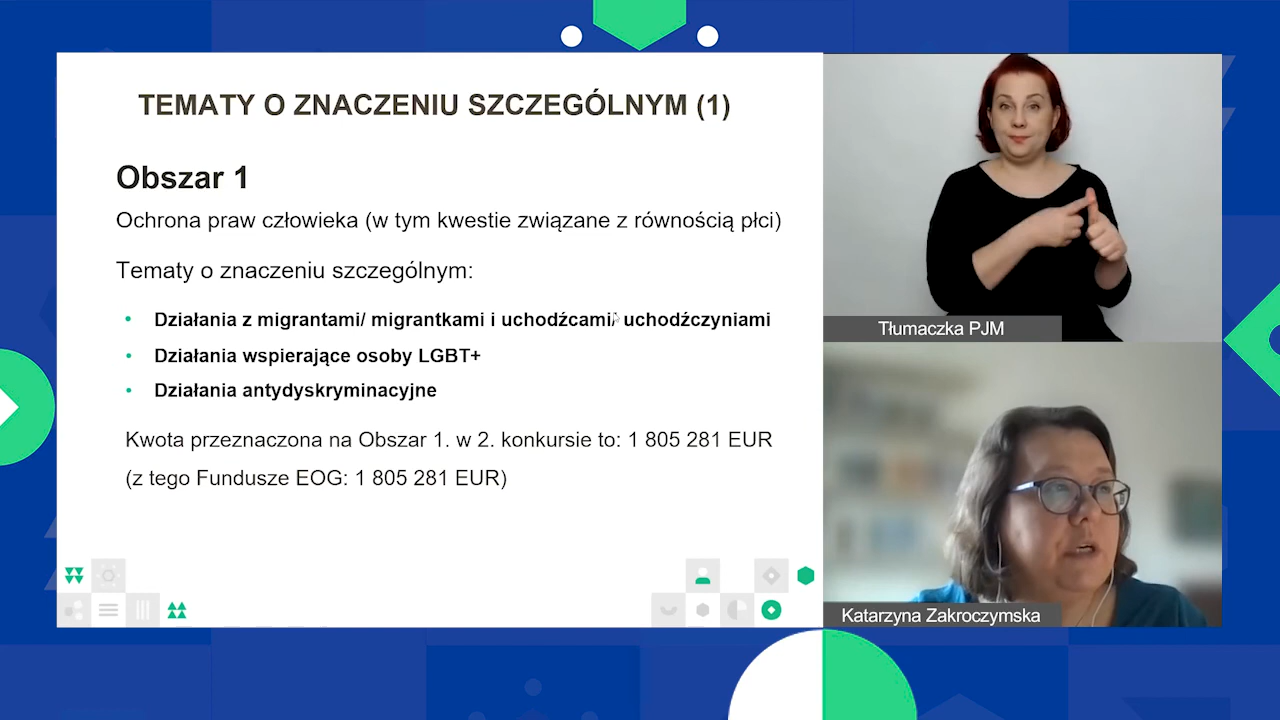 TEMATY O ZNACZENIU SZCZEGÓLNYM (1)
Obszar 1
Ochrona praw człowieka (w tym kwestie związane z równością płci)
Tematy o znaczeniu szczególnym:
• Działania z migrantami/ migrantkami i uchodźcami/ uchodźczyniami
• Działania wspierające osoby LGBT+
• Działania antydyskryminacyjne
Kwota przeznaczona na Obszar 1. w 2. konkursie to: 1 805 281 EUR
(z tego Fundusze EOG: 1 805 281 EUR)
Tłumaczka PJM
Katarzyna Zakroczymska